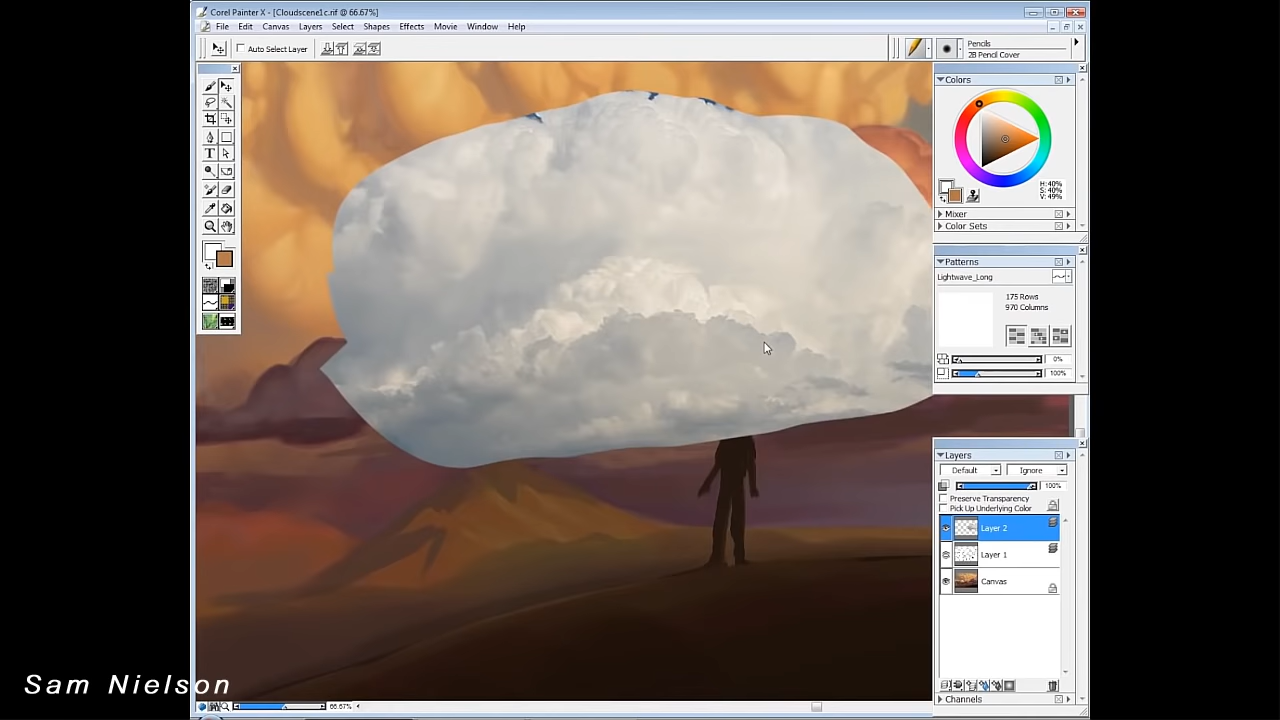 Corel Painter X - [Cloudscene1c.rif @ 66.67%]
File Edit Canvas Layers Select Shapes Effects Movie Window Help
Auto Select Layer
Pencils
2B Pencil Cover
Colors
H: 40%
S: 40%
V: 49%
Mixer
Color Sets
Patterns
Lightwave_Long
175 Rows
970 Columns
0%
100%
Layers
Default Ignore
100%
Preserve Transparency
Pick Up Underlying Color
Layer 2
Layer 1
Canvas
Channels
66.67%
Sam Nielson